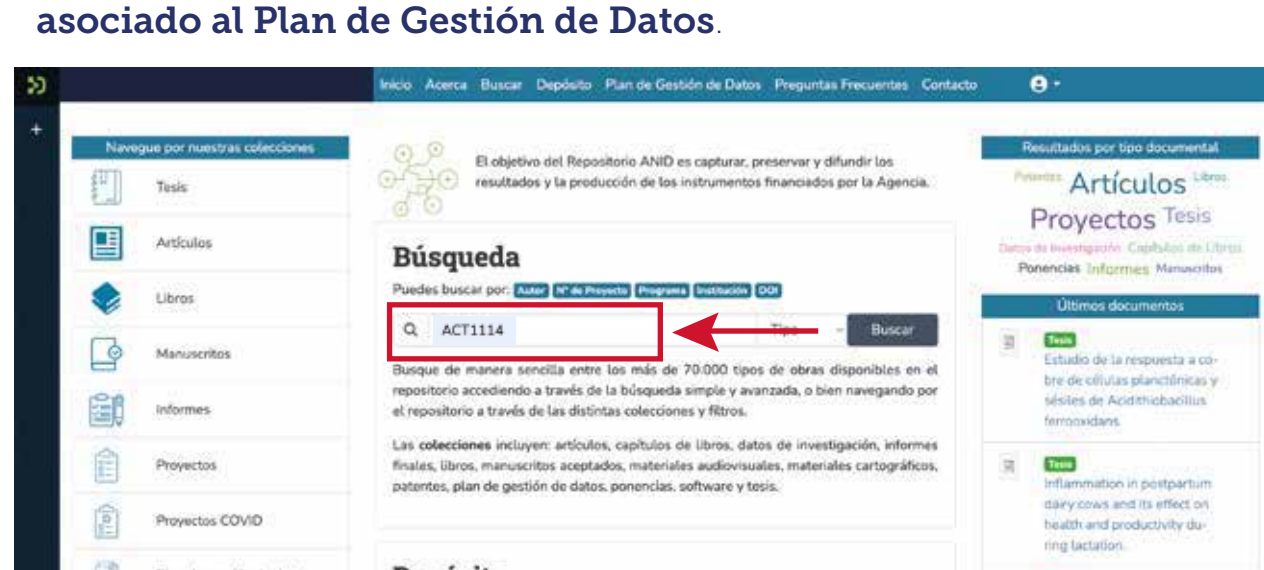 asociado al Plan de Gestión de Datos.
Inicio Acerca Buscar Depósito Plan de Gestión de Datos Preguntas Frecuentes Contacto
+
Navegue por nuestras colecciones
Tesis
Artículos
Libros
Manuscritos
Informes
Proyectos
Proyectos COVID
El objetivo del Repositorio ANID es capturar, preservar y difundir los
resultados y la producción de los instrumentos financiados por la Agencia.
Búsqueda
Puedes buscar por: Autor N° de Proyecto Programa Institución DOI
ACT1114 Tipo Buscar
Busque de manera sencilla entre los más de 70.000 tipos de obras disponibles en el
repositorio accediendo a través de la búsqueda simple y avanzada, o bien navegando por
el repositorio a través de las distintas colecciones y filtros.
Las colecciones incluyen: artículos, capítulos de libros, datos de investigación, informes
finales, libros, manuscritos aceptados, materiales audiovisuales, materiales cartográficos,
patentes, plan de gestión de datos, ponencias, software y tesis.
Resultados por tipo documental
Patentes Artículos Libros
Proyectos Tesis
Datos de Investigación Capítulos de Libros
Ponencias Informes Manuscritos
Últimos documentos
Tesis
Estudio de la respuesta a co-
bre de células planctónicas y
sésiles de Acidithiobacillus
ferrooxidans.
Tesis
Inflammation in postpartum
dairy cows and its effect on
health and productivity du-
ring lactation.